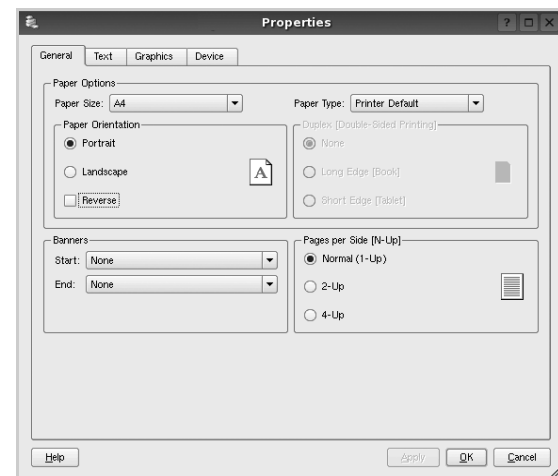 Properties
General Text Graphics Device
Paper Options
Paper Size: A4
Paper Type: Printer Default
Paper Orientation
Portrait
Landscape
Reverse
A
Duplex [Double-Sided Printing]
None
Long Edge [Book]
Short Edge [Tablet]
Banners
Start: None
End: None
Pages per Side [N-Up]
Normal (1-Up)
2-Up
4-Up
Help Apply OK Cancel